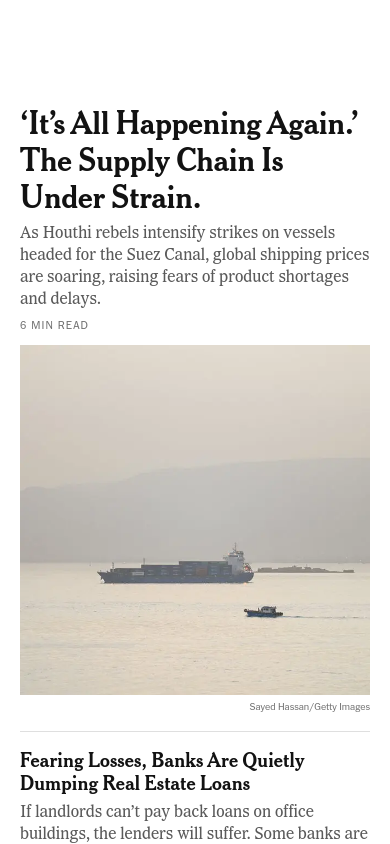 ‘It’s All Happening Again.’
The Supply Chain Is
Under Strain.
As Houthi rebels intensify strikes on vessels
headed for the Suez Canal, global shipping prices
are soaring, raising fears of product shortages
and delays.
6 MIN READ
Sayed Hassan/Getty Images
Fearing Losses, Banks Are Quietly
Dumping Real Estate Loans
If landlords can’t pay back loans on office
buildings, the lenders will suffer. Some banks are